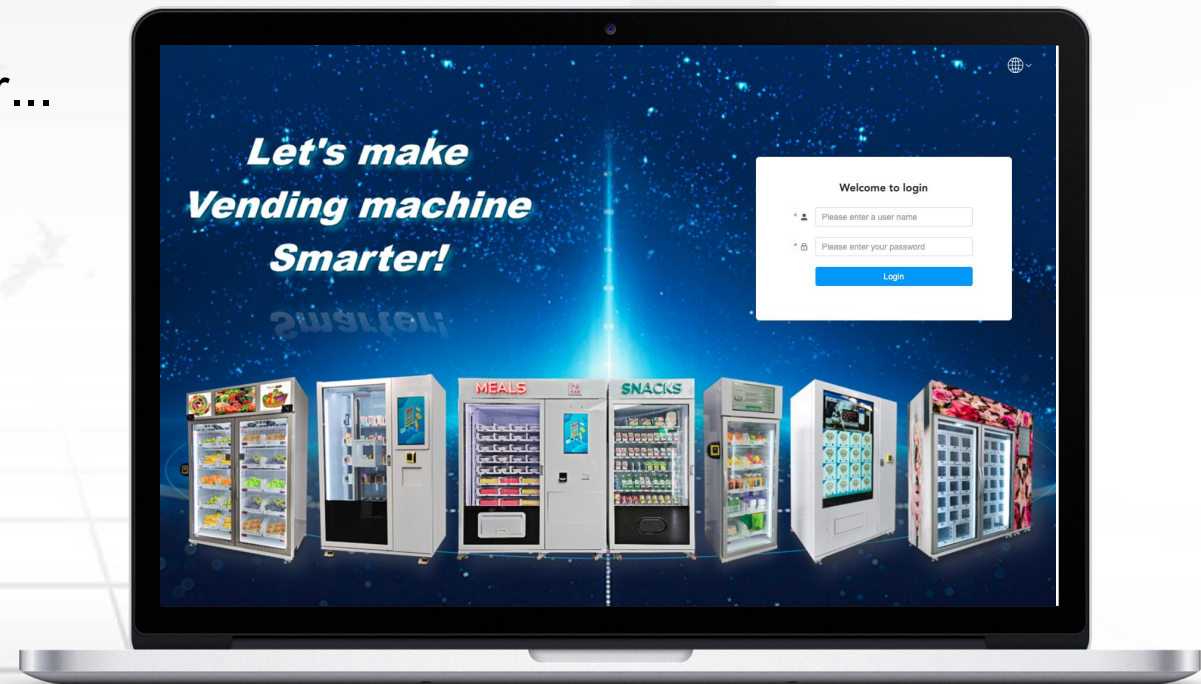 r...
Let's make
Vending machine
Smarter!
Welcome to login
* Please enter a user name
* Please enter your password
Login
MEALS
SNACKS